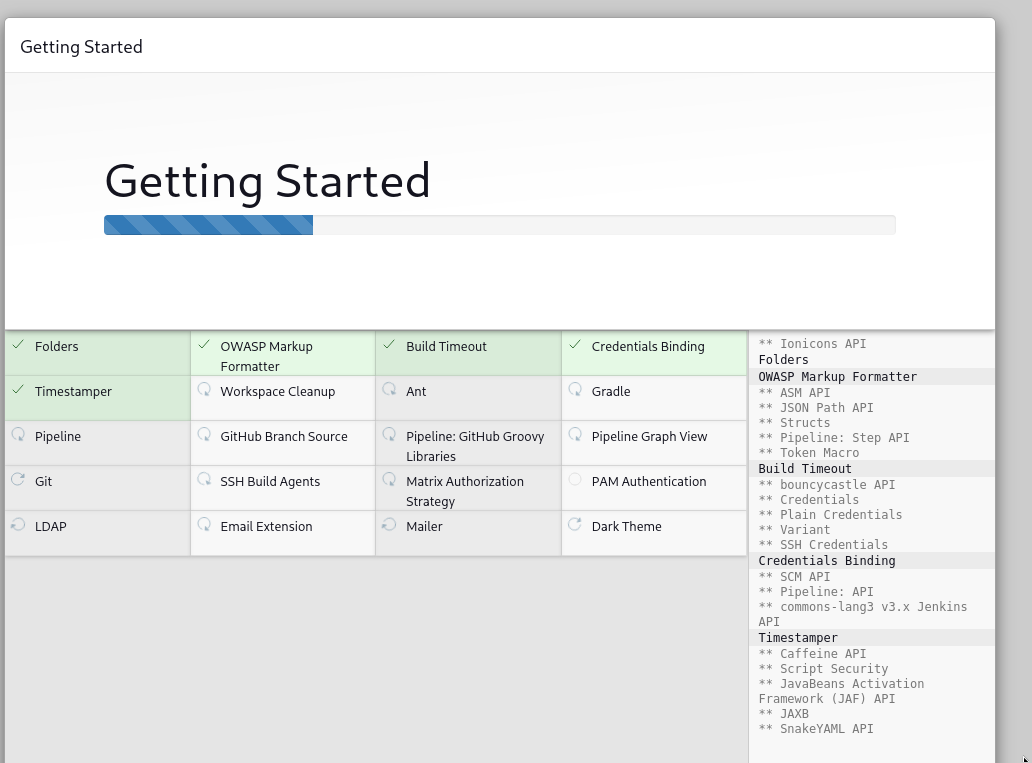 Getting Started
Getting Started
Folders
OWASP Markup
Formatter
Build Timeout
Credentials Binding
Timestamper
Workspace Cleanup
Ant
Gradle
Pipeline
GitHub Branch Source
Pipeline: GitHub Groovy
Libraries
Pipeline Graph View
Git
SSH Build Agents
Matrix Authorization
Strategy
PAM Authentication
LDAP
Email Extension
Mailer
Dark Theme
** Ionicons API
Folders
OWASP Markup Formatter
** ASM API
** JSON Path API
** Structs
** Pipeline: Step API
** Token Macro
Build Timeout
** bouncycastle API
** Credentials
** Plain Credentials
** Variant
** SSH Credentials
Credentials Binding
** SCM API
** Pipeline: API
** commons-lang3 v3.x Jenkins
API
Timestamper
** Caffeine API
** Script Security
** JavaBeans Activation
Framework (JAF) API
** JAXB
** SnakeYAML API